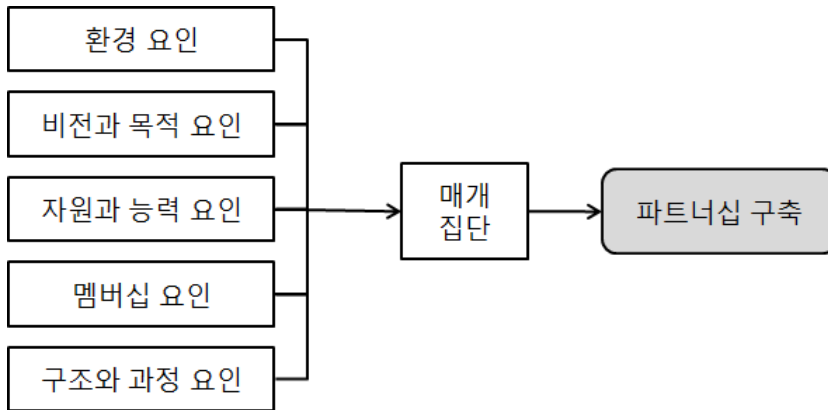 환경 요인
비전과 목적 요인
자원과 능력 요인
멤버십 요인
구조와 과정 요인
매개
집단
파트너십 구축